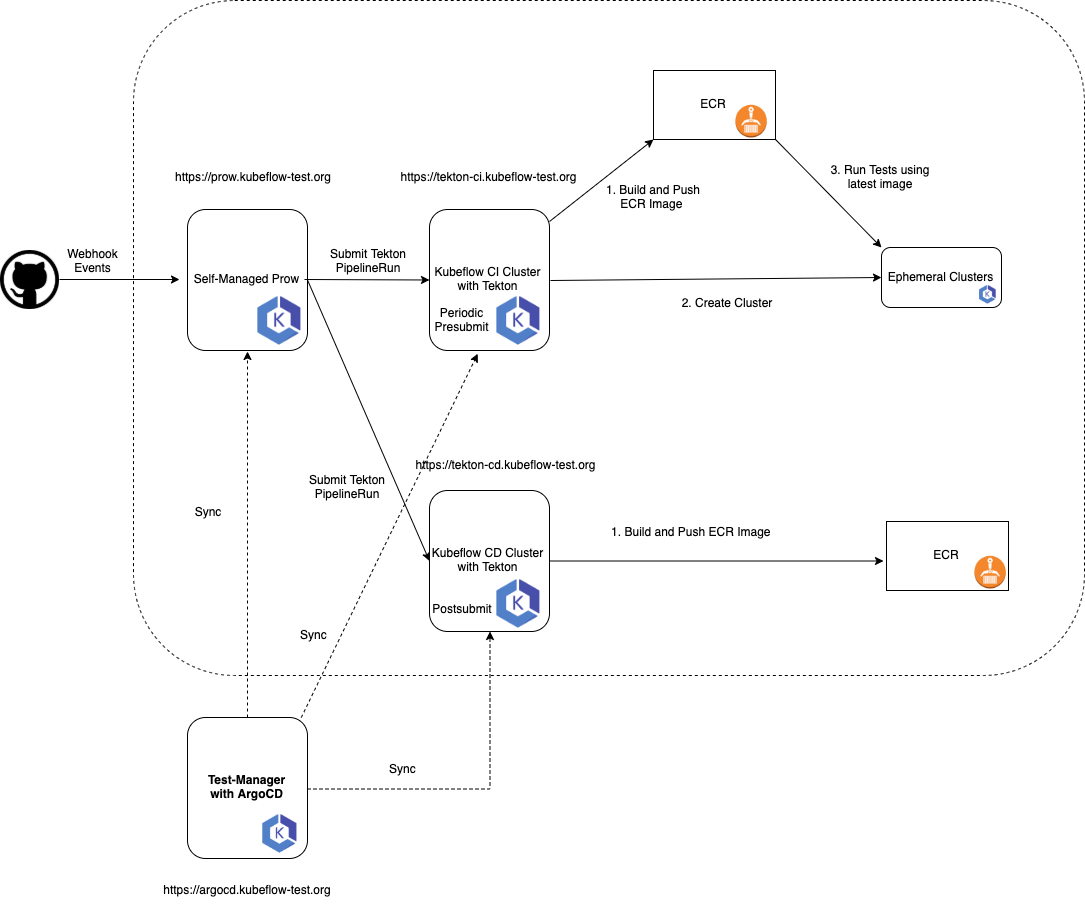 ECR
3. Run Tests using
latest image
https://prow.kubeflow-test.org
https://tekton-ci.kubeflow-test.org
1. Build and Push
ECR Image
Webhook
Events
Self-Managed Prow
K
Submit Tekton
PipelineRun
Kubeflow CI Cluster
with Tekton
Periodic
Presubmit
K
2. Create Cluster
Ephemeral Clusters
K
https://tekton-cd.kubeflow-test.org
Submit Tekton
PipelineRun
Sync
Kubeflow CD Cluster
with Tekton
Postsubmit
K
1. Build and Push ECR Image
ECR
Sync
Test-Manager
with ArgoCD
K
Sync
https://argocd.kubeflow-test.org